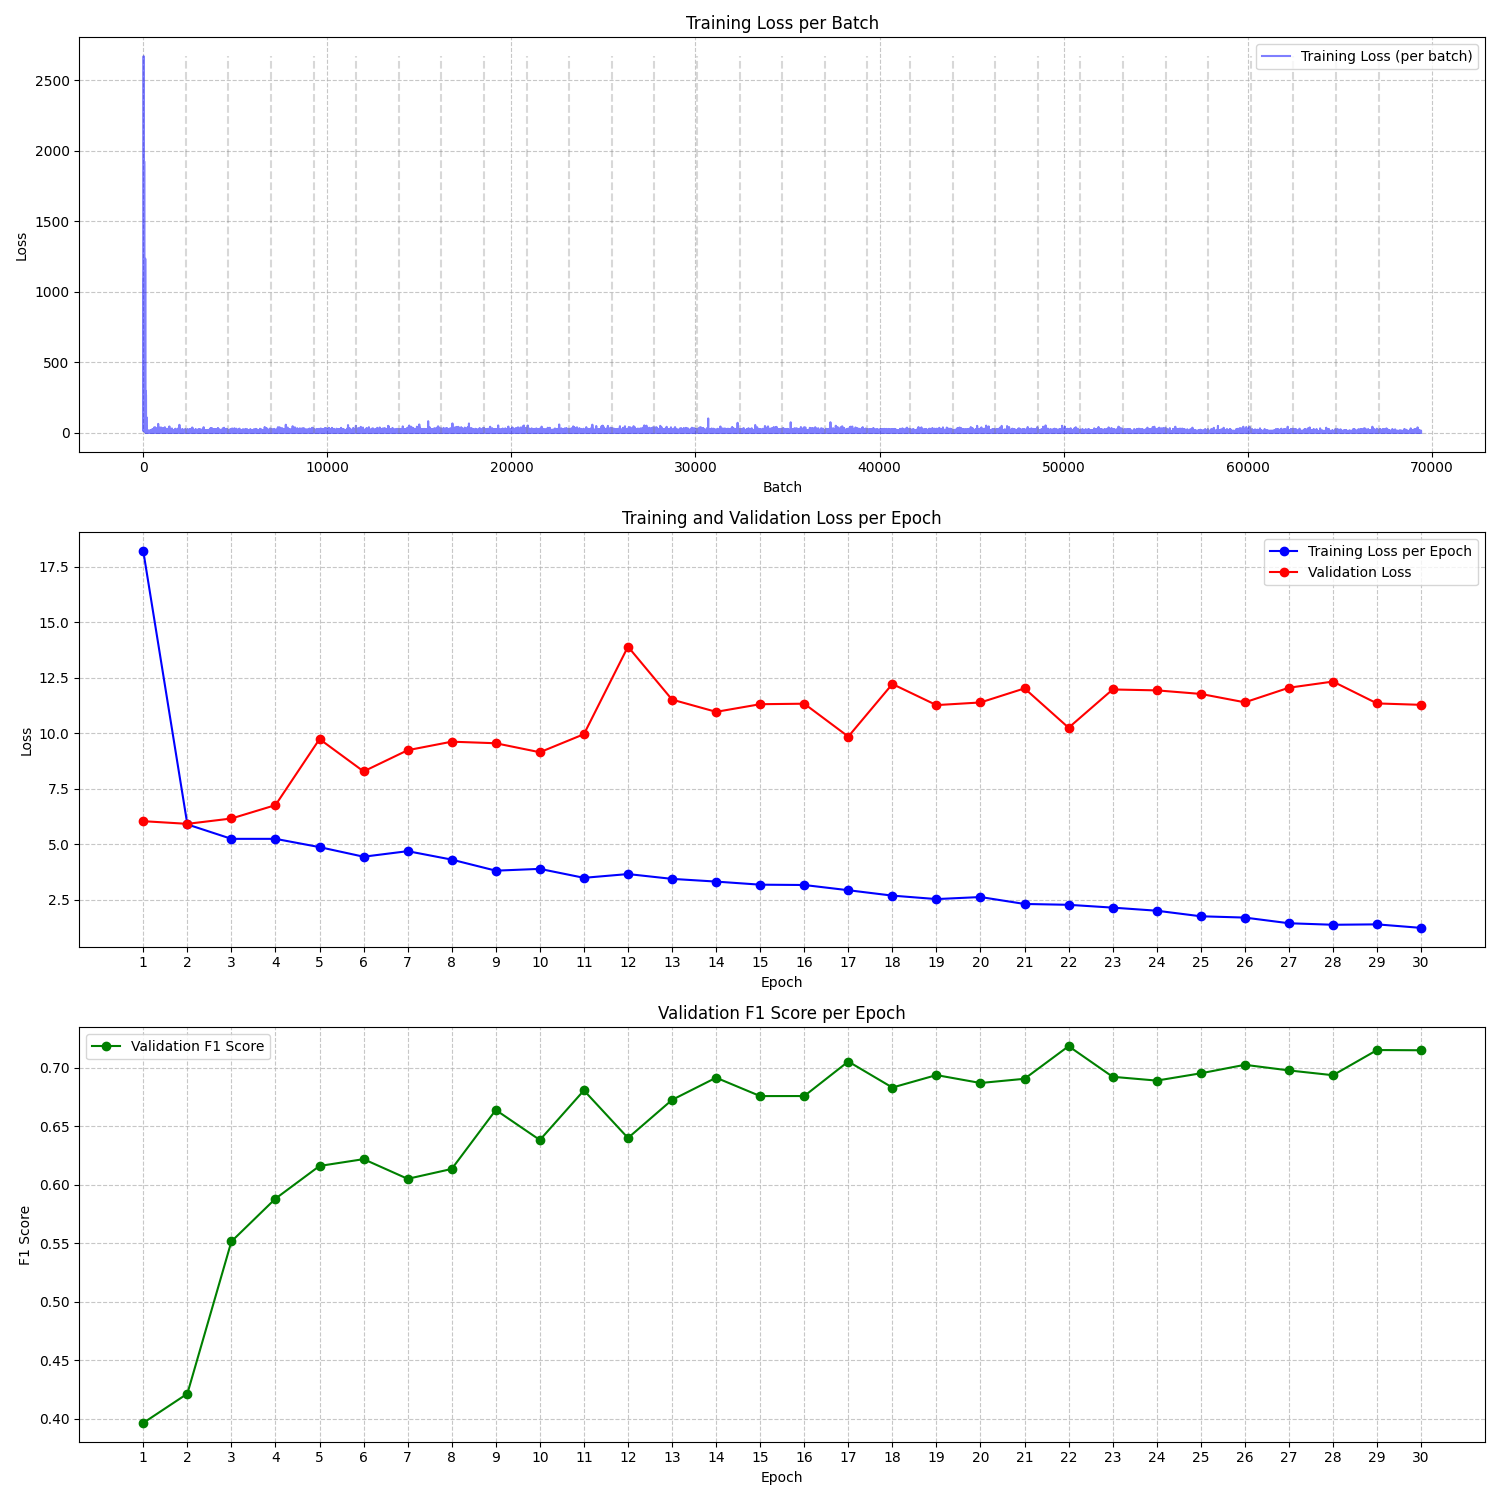 Training Loss per Batch
Training Loss (per batch)
Loss
2500
2000
1500
1000
500
0
0 10000 20000 30000 40000 50000 60000 70000
Batch
Training and Validation Loss per Epoch
Training Loss per Epoch
Validation Loss
Loss
17.5
15.0
12.5
10.0
7.5
5.0
2.5
1 2 3 4 5 6 7 8 9 10 11 12 13 14 15 16 17 18 19 20 21 22 23 24 25 26 27 28 29 30
Epoch
Validation F1 Score per Epoch
Validation F1 Score
F1 Score
0.70
0.65
0.60
0.55
0.50
0.45
0.40
1 2 3 4 5 6 7 8 9 10 11 12 13 14 15 16 17 18 19 20 21 22 23 24 25 26 27 28 29 30
Epoch